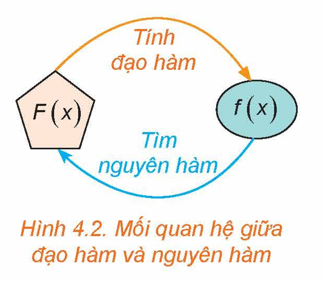 Tính
đạo hàm
F(x)
f(x)
Tìm
nguyên hàm
Hình 4.2. Mối quan hệ giữa
đạo hàm và nguyên hàm